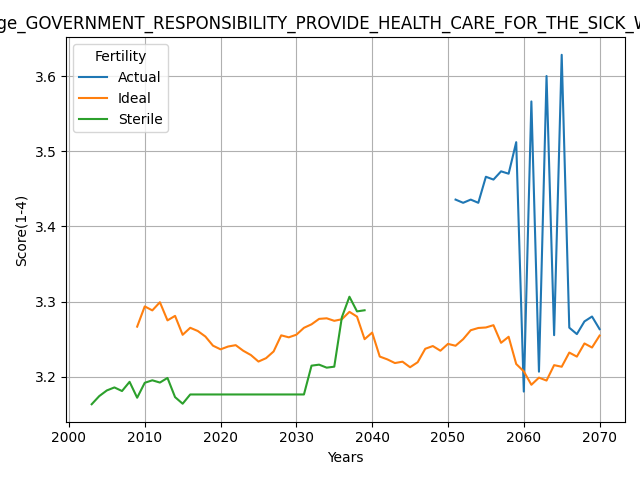 ge_GOVERNMENT_RESPONSIBILITY_PROVIDE_HEALTH_CARE_FOR_THE_SICK_W
Fertility
Actual
Ideal
Sterile
Score(1-4)
3.6
3.5
3.4
3.3
3.2
2000 2010 2020 2030 2040 2050 2060 2070
Years